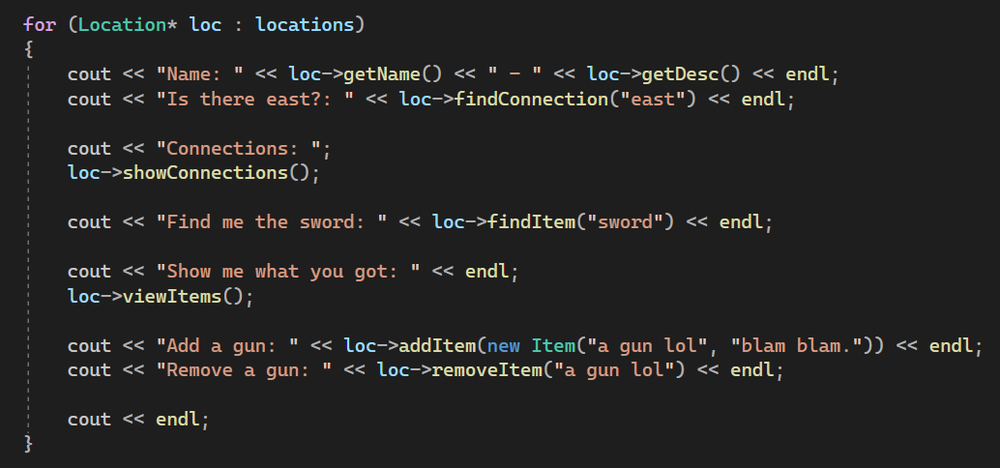 for (Location* loc : locations)
{
cout << "Name: " << loc->getName() << " - " << loc->getDesc() << endl;
cout << "Is there east?: " << loc->findConnection("east") << endl;
cout << "Connections: ";
loc->showConnections();
cout << "Find me the sword: " << loc->findItem("sword") << endl;
cout << "Show me what you got: " << endl;
loc->viewItems();
cout << "Add a gun: " << loc->addItem(new Item("a gun lol", "blam blam.")) << endl;
cout << "Remove a gun: " << loc->removeItem("a gun lol") << endl;
cout << endl;
}